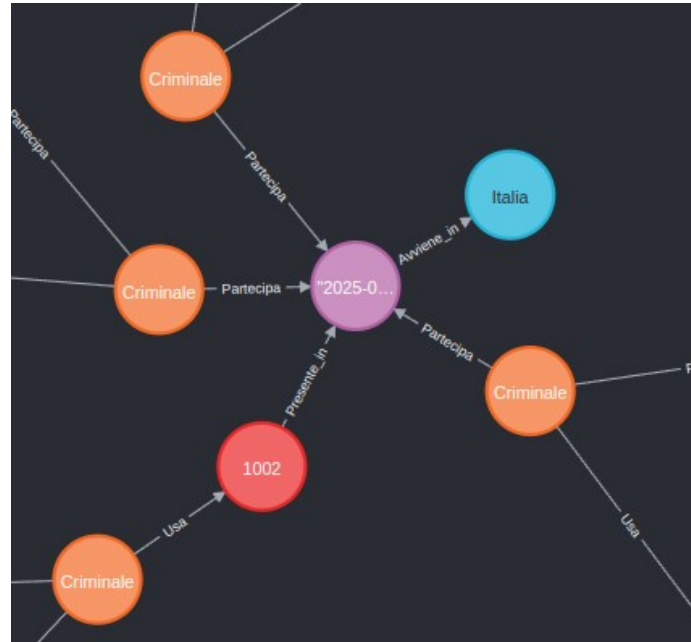 Criminale
Partecipa
Partecipa
Italia
Avviene_in
Criminale
Partecipa
"2025-0...
Partecipa
Presente_in
Criminale
1002
Usa
Usa
Criminale